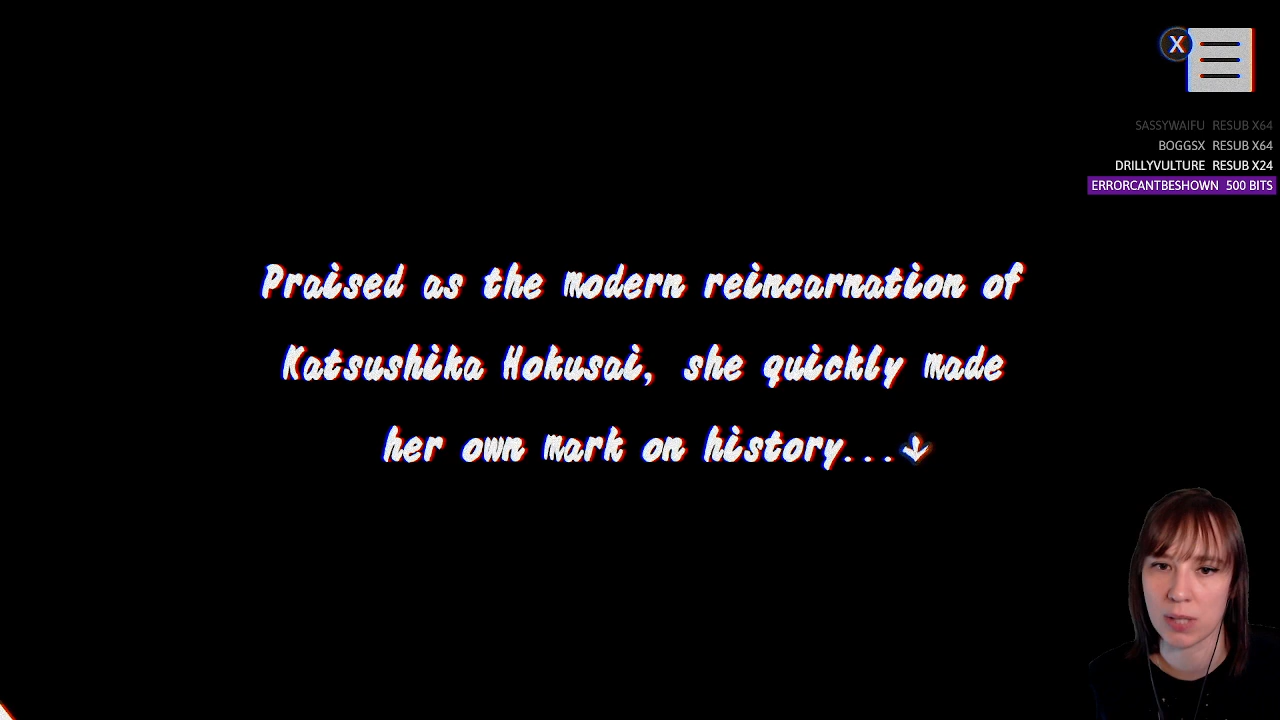 X
SASSYWAIFU RESUB X64
BOGGSX RESUB X64
DRILLYVULTURE RESUB X24
ERRORCANTBESHOWN 500 BITS
Praised as the modern reincarnation of
Katsushika Hokusai, she quickly made
her own mark on history...